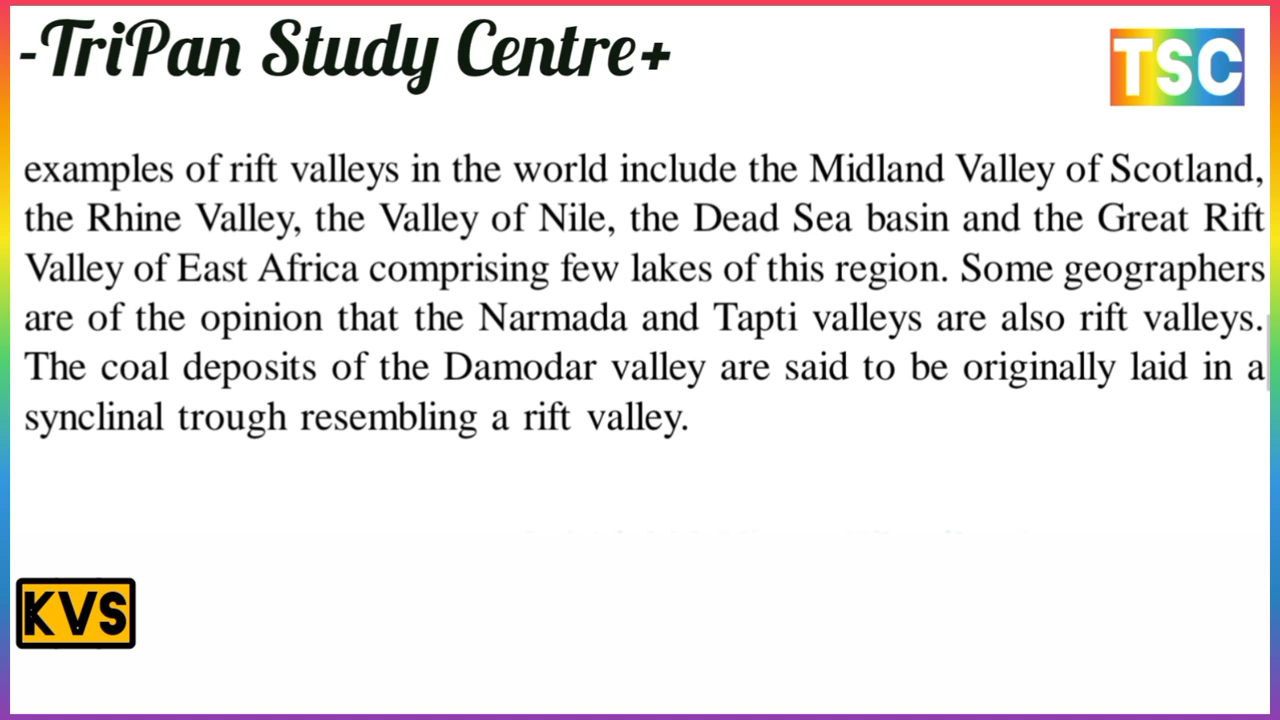 -TriPan Study Centre+
TSC
examples of rift valleys in the world include the Midland Valley of Scotland,
the Rhine Valley, the Valley of Nile, the Dead Sea basin and the Great Rift
Valley of East Africa comprising few lakes of this region. Some geographers
are of the opinion that the Narmada and Tapti valleys are also rift valleys.
The coal deposits of the Damodar valley are said to be originally laid in a
synclinal trough resembling a rift valley.
KVS